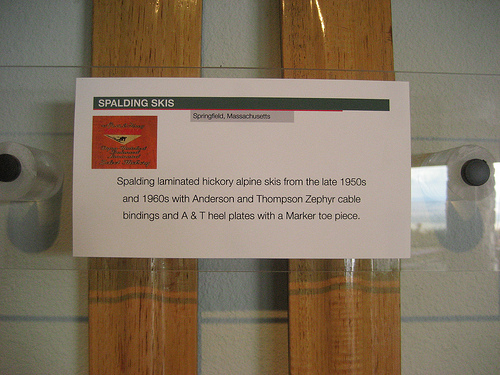 SPALDING SKIS
Springfield, Massachusetts
Spalding laminated hickory alpine skis from the late 1950s
and 1960s with Anderson and Thompson Zephyr cable
bindings and A & T heel plates with a Marker toe piece.